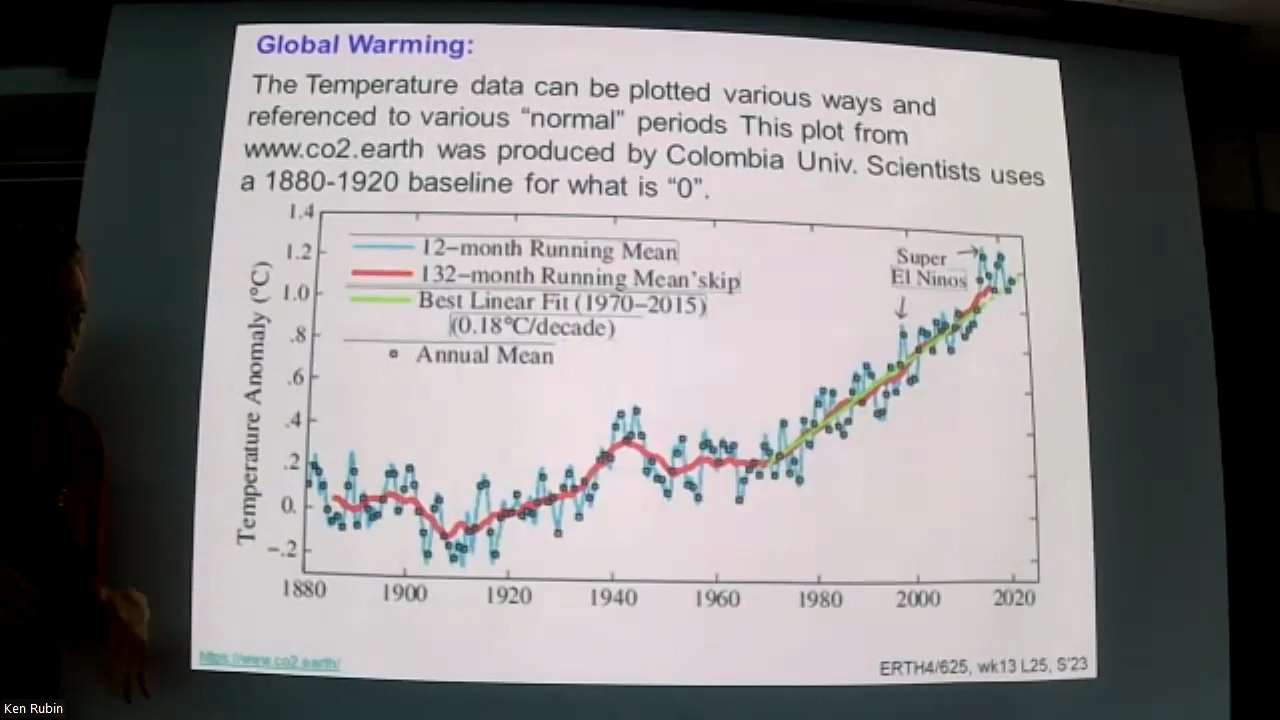 Global Warming:
The Temperature data can be plotted various ways and
referenced to various “normal” periods This plot from
www.co2.earth was produced by Colombia Univ. Scientists uses
a 1880-1920 baseline for what is “0”.
1.4
1.2
1.0
.8
.6
.4
.2
0.
-.2
Temperature Anomaly (°C)
12-month Running Mean
132-month Running Mean'skip
Best Linear Fit (1970-2015)
(0.18°C/decade)
Annual Mean
Super
El Ninos
1880 1900 1920 1940 1960 1980 2000 2020
https://www.co2.earth/
ERTH4/625, wk13 L25, S'23
Ken Rubin